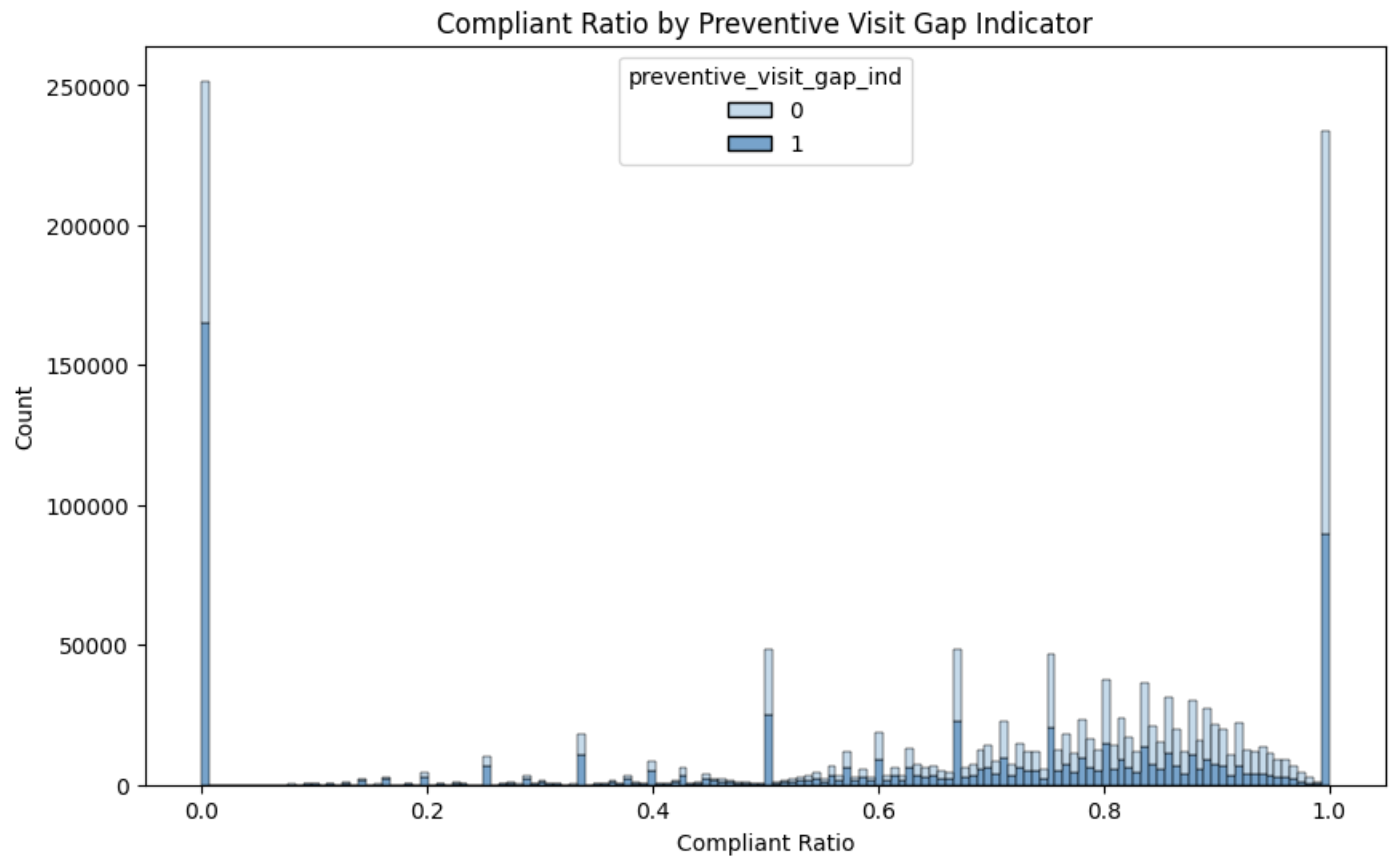 Compliant Ratio by Preventive Visit Gap Indicator
preventive_visit_gap_ind
0
1
250000
200000
150000
100000
50000
0
Count
0.0 0.2 0.4 0.6 0.8 1.0
Compliant Ratio